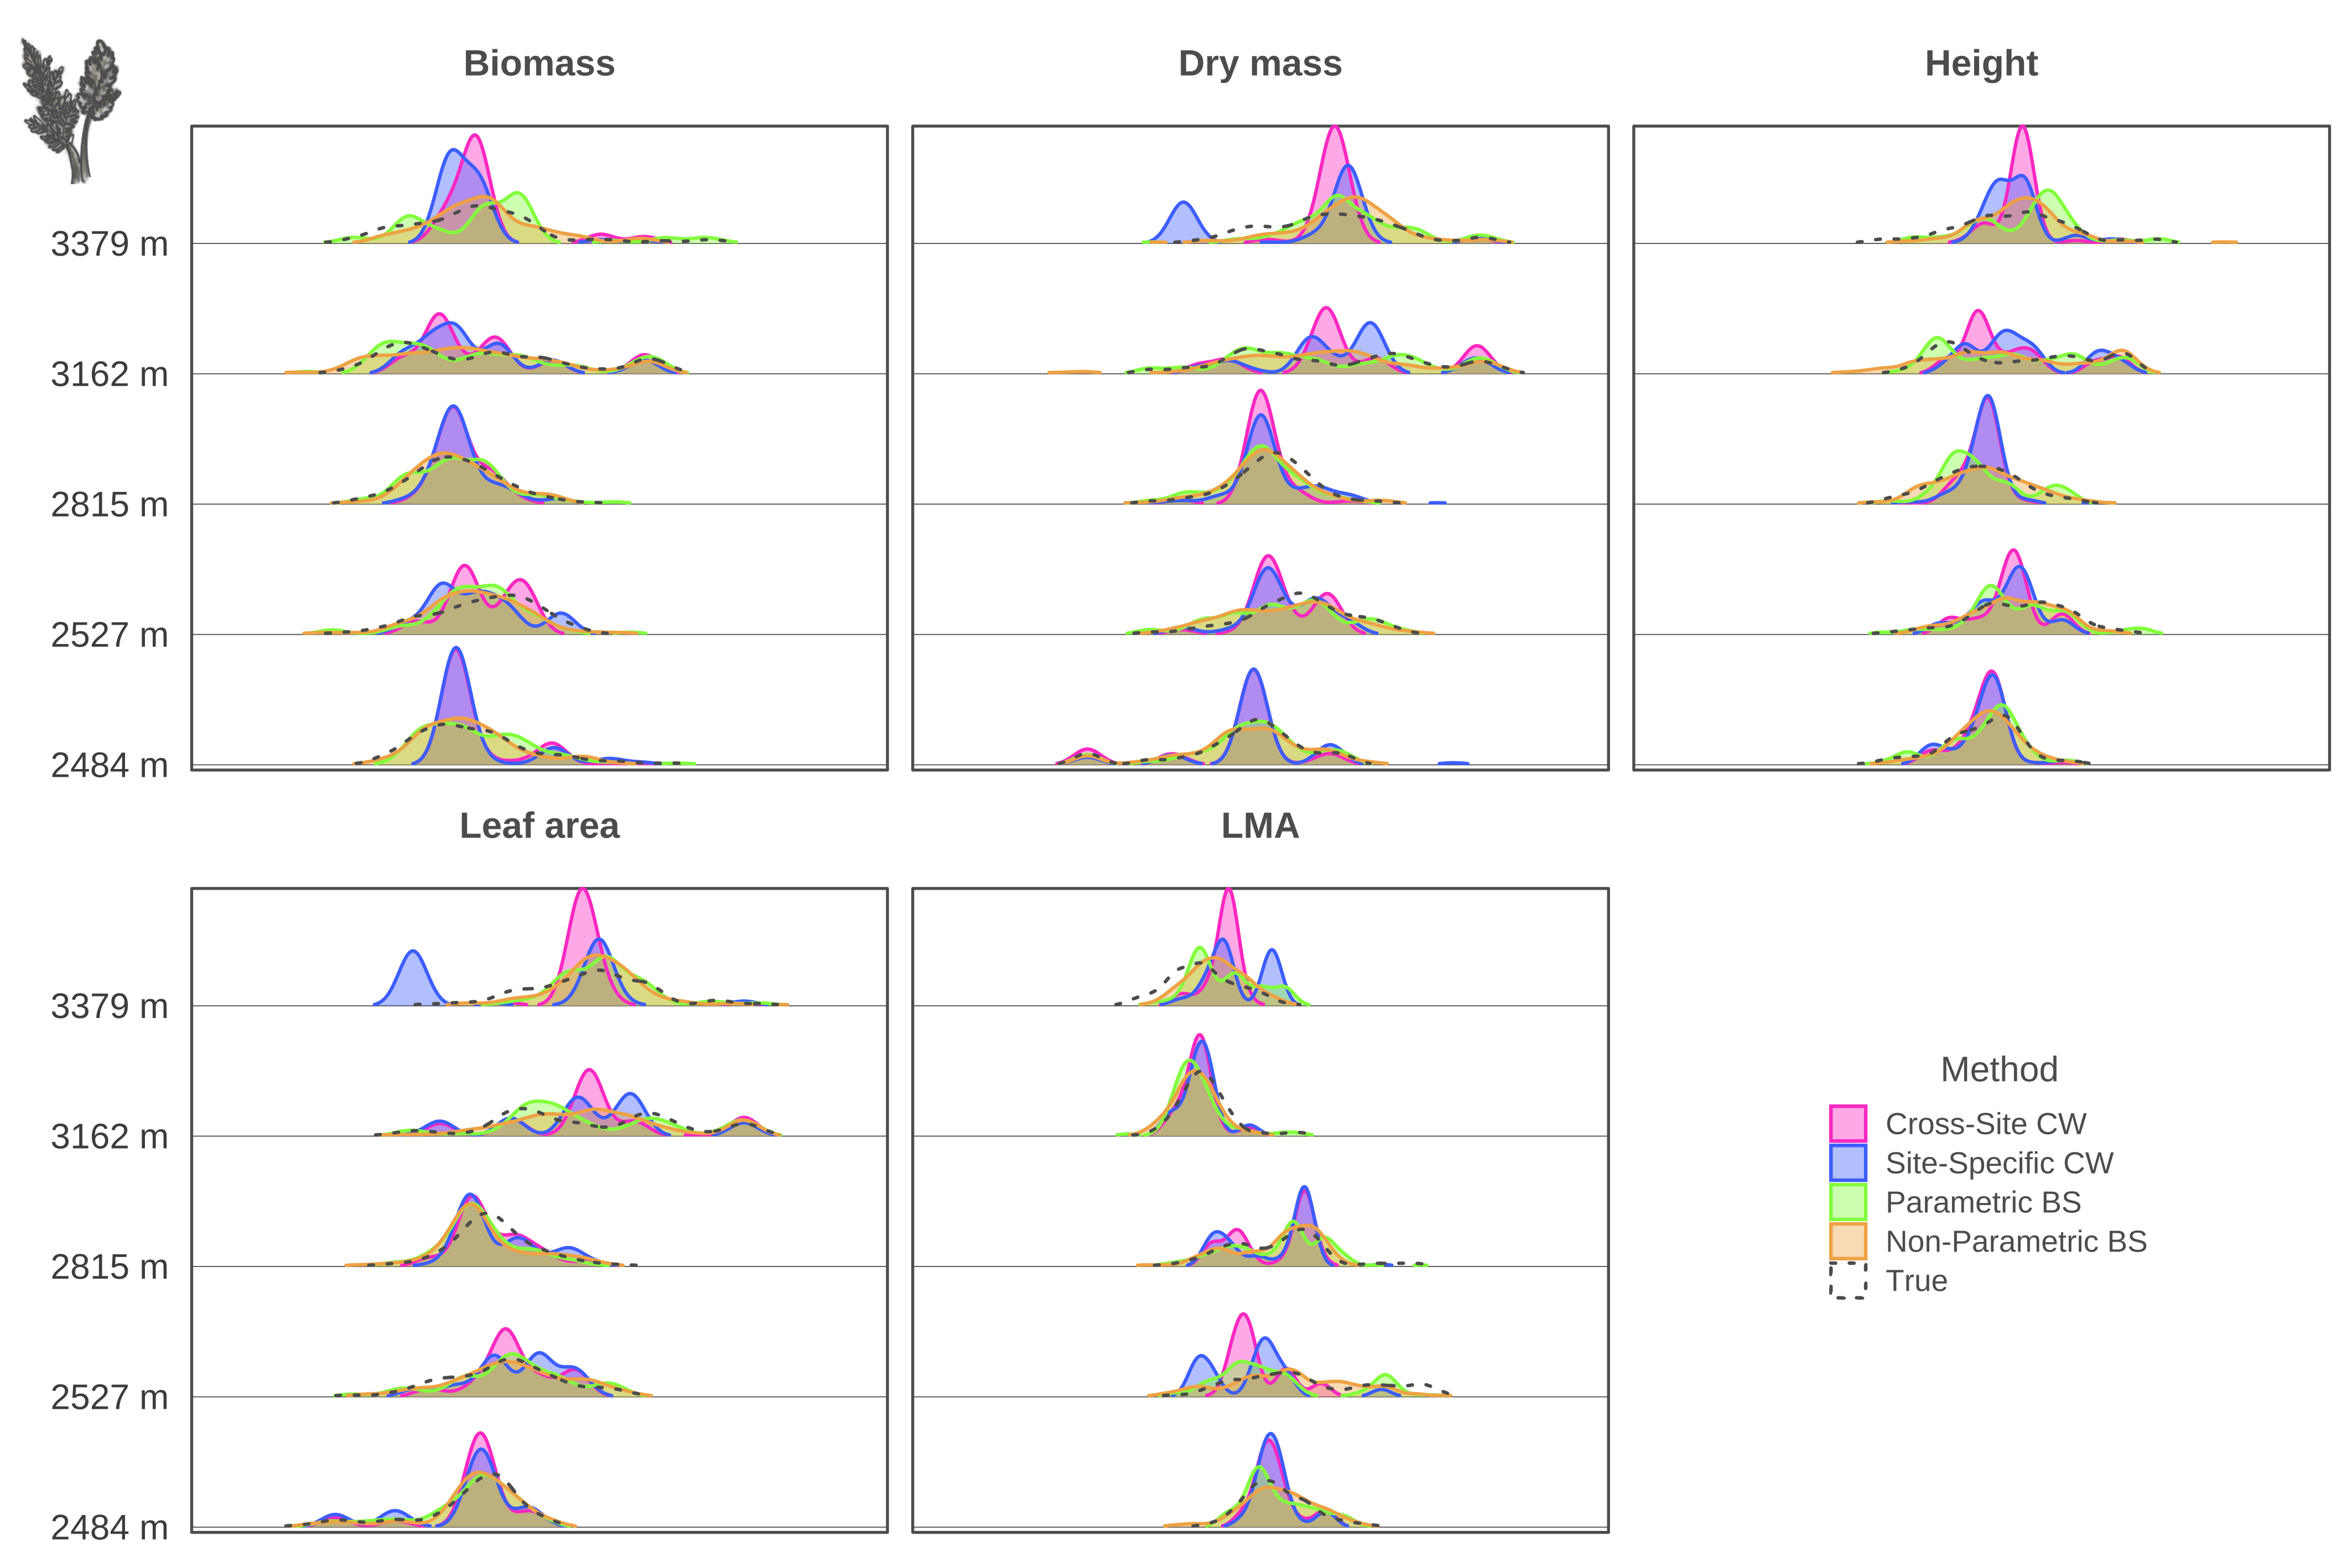 Biomass
Dry mass
Height
3379 m
3162 m
2815 m
2527 m
2484 m
Leaf area
LMA
3379 m
3162 m
2815 m
2527 m
2484 m
Method
Cross-Site CW
Site-Specific CW
Parametric BS
Non-Parametric BS
True